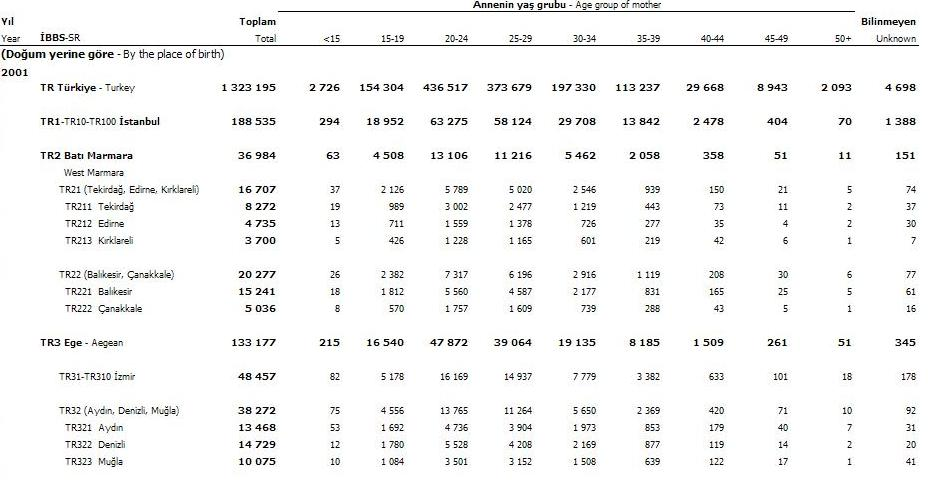 Annenin yaş grubu - Age group of mother
Yıl Toplam Bilinmeyen
Year İBBS-SR Total <15 15-19 20-24 25-29 30-34 35-39 40-44 45-49 50+ Unknown
(Doğum yerine göre - By the place of birth)
2001
TR Türkiye - Turkey 1 323 195 2 726 154 304 436 517 373 679 197 330 113 237 29 668 8 943 2 093 4 698
TR1-TR10-TR100 İstanbul 188 535 294 18 952 63 275 58 124 29 708 13 842 2 478 404 70 1 388
TR2 Batı Marmara 36 984 63 4 508 13 106 11 216 5 462 2 058 358 51 11 151
West Marmara
TR21 (Tekirdağ, Edirne, Kırklareli) 16 707 37 2 126 5 789 5 020 2 546 939 150 21 5 74
TR211 Tekirdağ 8 272 19 989 3 002 2 477 1 219 443 73 11 2 37
TR212 Edirne 4 735 13 711 1 559 1 378 726 277 35 4 2 30
TR213 Kırklareli 3 700 5 426 1 228 1 165 601 219 42 6 1 7
TR22 (Balıkesir, Çanakkale) 20 277 26 2 382 7 317 6 196 2 916 1 119 208 30 6 77
TR221 Balıkesir 15 241 18 1 812 5 560 4 587 2 177 831 165 25 5 61
TR222 Çanakkale 5 036 8 570 1 757 1 609 739 288 43 5 1 16
TR3 Ege - Aegean 133 177 215 16 540 47 872 39 064 19 135 8 185 1 509 261 51 345
TR31-TR310 İzmir 48 457 82 5 178 16 169 14 937 7 779 3 382 633 101 18 178
TR32 (Aydın, Denizli, Muğla) 38 272 75 4 556 13 765 11 264 5 650 2 369 420 71 10 92
TR321 Aydın 13 468 53 1 692 4 736 3 904 1 973 853 179 40 7 31
TR322 Denizli 14 729 12 1 780 5 528 4 208 2 169 877 119 14 2 20
TR323 Muğla 10 075 10 1 084 3 501 3 152 1 508 639 122 17 1 41